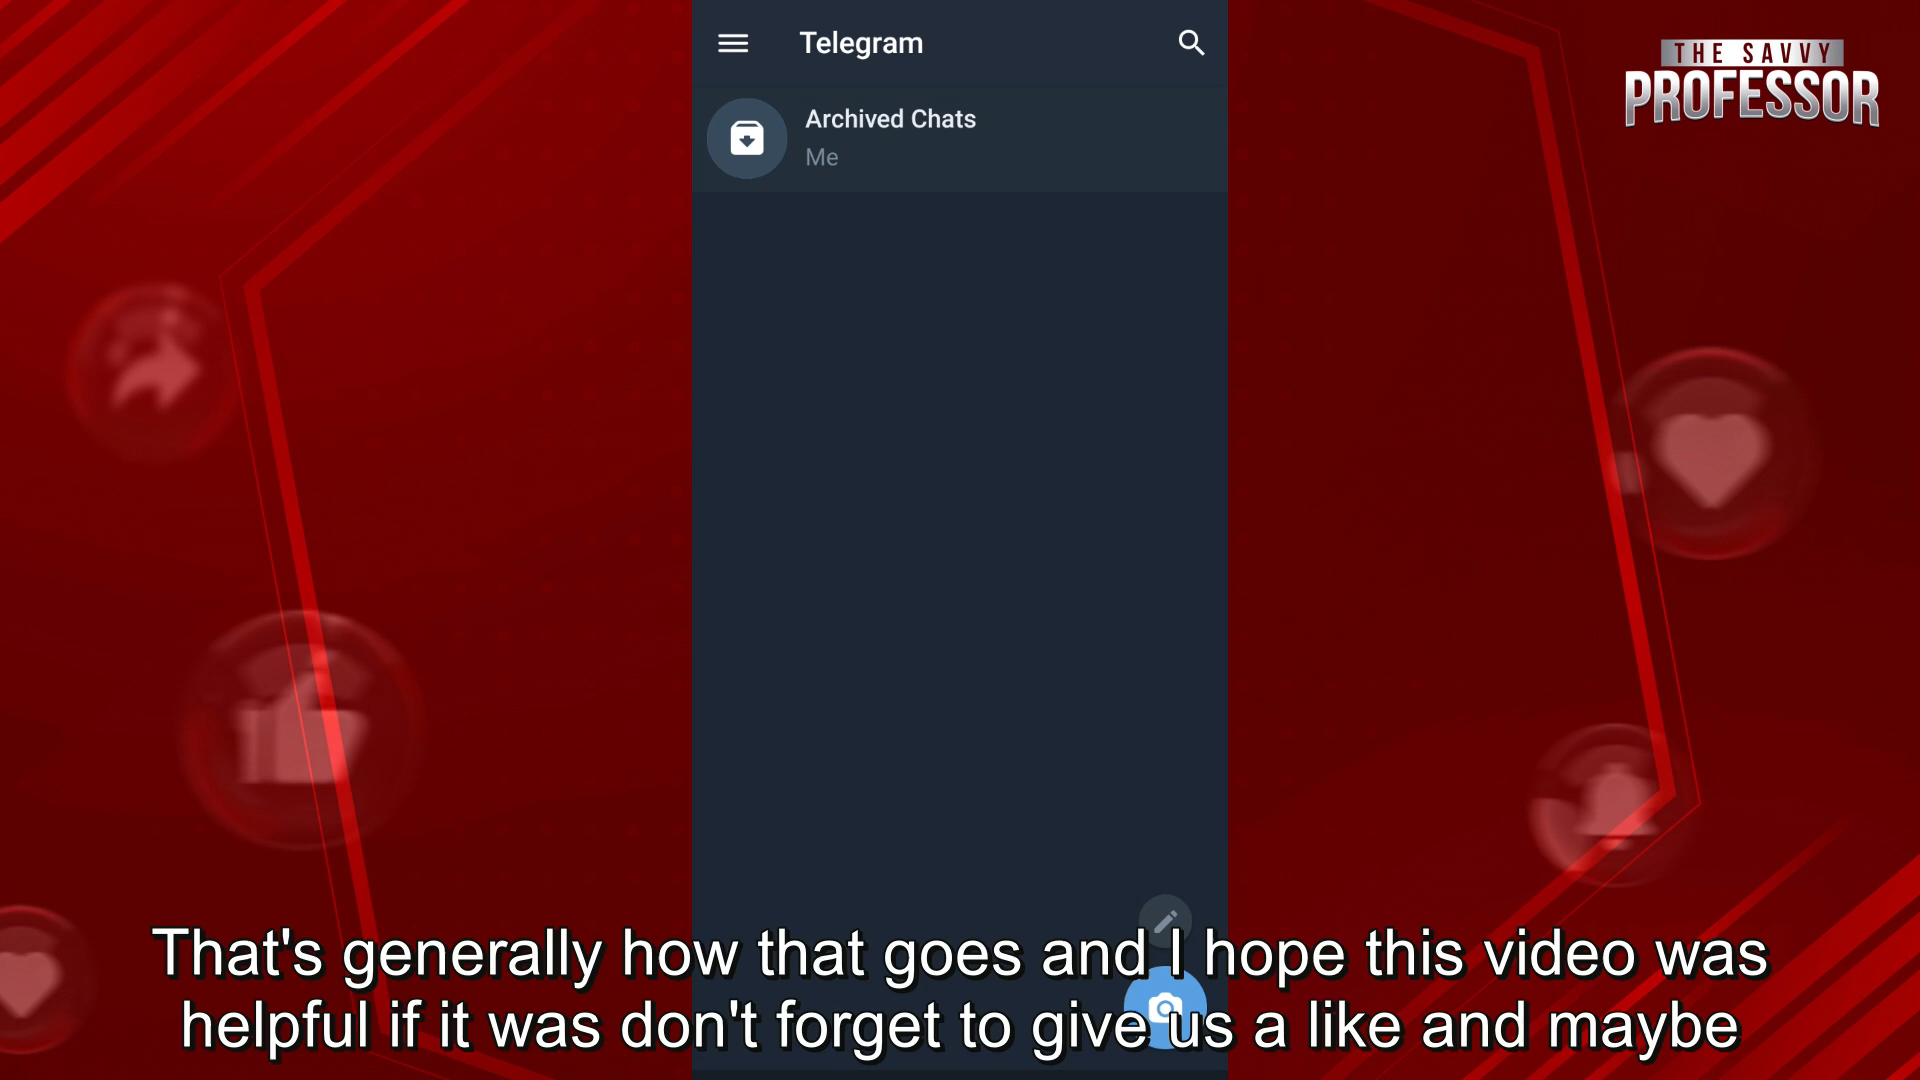 Telegram
THE SAVVY
PROFESSOR
Archived Chats
Me
That's generally how that goes and I hope this video was
helpful if it was don't forget to give us a like and maybe